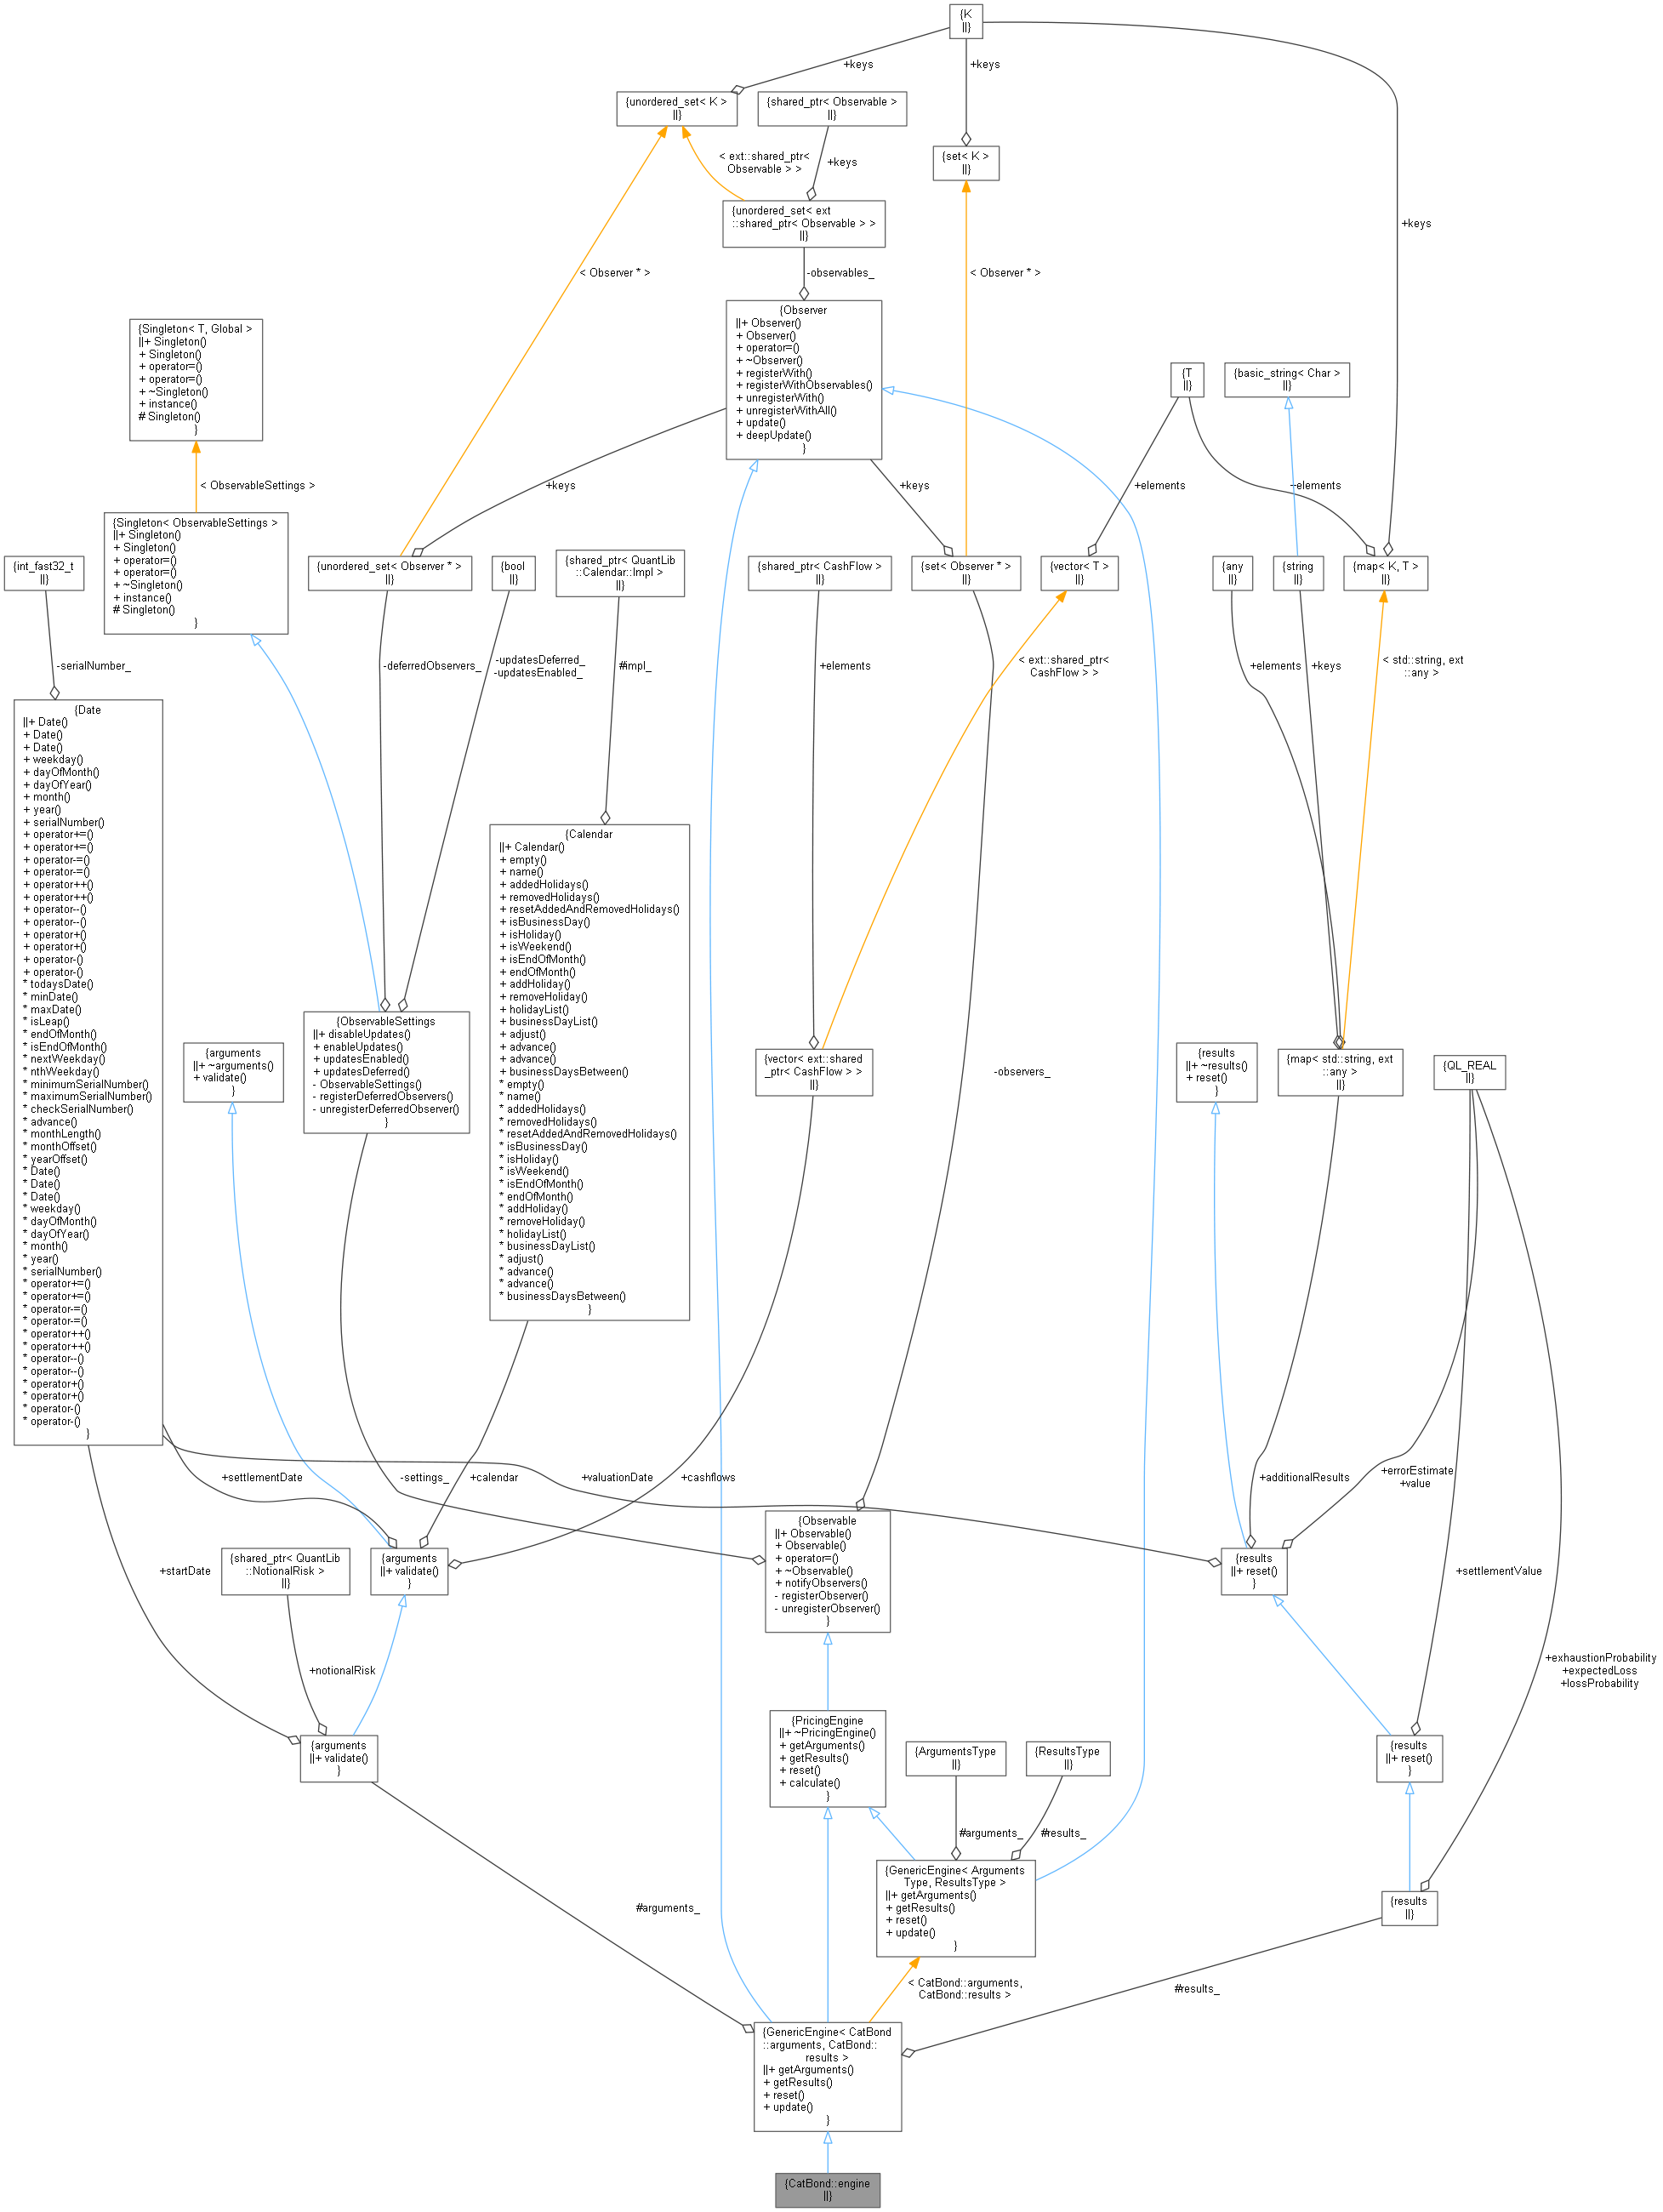 {K
||}
+keys
+keys
{unordered_set< K >
||}
{shared_ptr< Observable >
||}
{set< K >
||}
< ext::shared_ptr<
Observable > >
+keys
{unordered_set< ext
::shared_ptr< Observable > >
||}
+keys
< Observer * >
-observables_
< Observer * >
{Observer
||+ Observer()
+ Observer()
+ operator=()
+ ~Observer()
+ registerWith()
+ registerWithObservables()
+ unregisterWith()
+ unregisterWithAll()
+ update()
+ deepUpdate()
}
{Singleton< T, Global >
||+ Singleton()
+ Singleton()
+ operator=()
+ operator=()
+ ~Singleton()
+ instance()
# Singleton()
}
{T
||}
{basic_string< Char >
||}
< ObservableSettings >
+keys
+keys
+elements
+elements
{Singleton< ObservableSettings >
||+ Singleton()
+ Singleton()
+ operator=()
+ operator=()
+ ~Singleton()
+ instance()
# Singleton()
}
{int_fast32_t
||}
{unordered_set< Observer * >
||}
{bool
||}
{shared_ptr< QuantLib
::Calendar::Impl >
||}
{shared_ptr< CashFlow >
||}
{set< Observer * >
||}
{vector< T >
||}
{any
||}
{string
||}
{map< K, T >
||}
-serialNumber_
-deferredObservers_
-updatesDeferred_
-updatesEnabled_
#impl_
+elements
< ext::shared_ptr<
CashFlow > >
+elements
+keys
< std::string, ext
::any >
{Date
||+ Date()
+ Date()
+ Date()
+ weekday()
+ dayOfMonth()
+ dayOfYear()
+ month()
+ year()
+ serialNumber()
+ operator+=()
+ operator+=()
+ operator-=()
+ operator-=()
+ operator++()
+ operator++()
+ operator--()
+ operator--()
+ operator+()
+ operator+()
+ operator-()
+ operator-()
* todaysDate()
* minDate()
* maxDate()
* isLeap()
* endOfMonth()
* isEndOfMonth()
* nextWeekday()
* nthWeekday()
* minimumSerialNumber()
* maximumSerialNumber()
* checkSerialNumber()
* advance()
* monthLength()
* monthOffset()
* yearOffset()
* Date()
* Date()
* Date()
* weekday()
* dayOfMonth()
* dayOfYear()
* month()
* year()
* serialNumber()
* operator+=()
* operator+=()
* operator-=()
* operator-=()
* operator++()
* operator++()
* operator--()
* operator--()
* operator+()
* operator+()
* operator-()
* operator-()
}
{Calendar
||+ Calendar()
+ empty()
+ name()
+ addedHolidays()
+ removedHolidays()
+ resetAddedAndRemovedHolidays()
+ isBusinessDay()
+ isHoliday()
+ isWeekend()
+ isEndOfMonth()
+ endOfMonth()
+ addHoliday()
+ removeHoliday()
+ holidayList()
+ businessDayList()
+ adjust()
+ advance()
+ advance()
+ businessDaysBetween()
* empty()
* name()
* addedHolidays()
* removedHolidays()
* resetAddedAndRemovedHolidays()
* isBusinessDay()
* isHoliday()
* isWeekend()
* isEndOfMonth()
* endOfMonth()
* addHoliday()
* removeHoliday()
* holidayList()
* businessDayList()
* adjust()
* advance()
* advance()
* businessDaysBetween()
}
{ObservableSettings
||+ disableUpdates()
+ enableUpdates()
+ updatesEnabled()
+ updatesDeferred()
- ObservableSettings()
- registerDeferredObservers()
- unregisterDeferredObserver()
}
{arguments
||+ ~arguments()
+ validate()
}
{vector< ext::shared
_ptr< CashFlow > >
||}
-observers_
{results
||+ ~results()
+ reset()
}
{map< std::string, ext
::any >
||}
{QL_REAL
||}
+settlementDate
-settings_
+calendar
+valuationDate
+cashflows
+additionalResults
+errorEstimate
+value
{Observable
||+ Observable()
+ Observable()
+ operator=()
+ ~Observable()
+ notifyObservers()
- registerObserver()
- unregisterObserver()
}
+startDate
{shared_ptr< QuantLib
::NotionalRisk >
||}
{arguments
||+ validate()
}
{results
||+ reset()
}
+settlementValue
+notionalRisk
+exhaustionProbability
+expectedLoss
+lossProbability
{arguments
||+ validate()
}
{PricingEngine
||+ ~PricingEngine()
+ getArguments()
+ getResults()
+ reset()
+ calculate()
}
{ArgumentsType
||}
{ResultsType
||}
{results
||+ reset()
}
#arguments_
#results_
{GenericEngine< Arguments
Type, ResultsType >
||+ getArguments()
+ getResults()
+ reset()
+ update()
}
{results
||}
#arguments_
< CatBond::arguments,
CatBond::results >
#results_
{GenericEngine< CatBond
::arguments, CatBond::
results >
||+ getArguments()
+ getResults()
+ reset()
+ update()
}
{CatBond::engine
||}